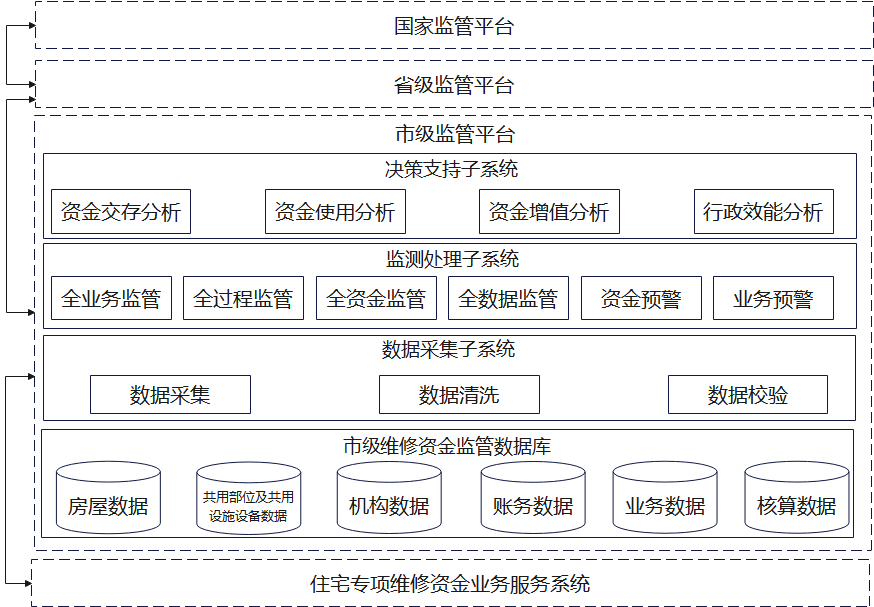 国家监管平台
省级监管平台
市级监管平台
决策支持子系统
资金交存分析 资金使用分析 资金增值分析 行政效能分析
监测处理子系统
全业务监管 全过程监管 全资金监管 全数据监管 资金预警 业务预警
数据采集子系统
数据采集 数据清洗 数据校验
市级维修资金监管数据库
房屋数据 共用部位及共用 机构数据 账务数据 业务数据 核算数据
设施设备数据
住宅专项维修资金业务服务系统